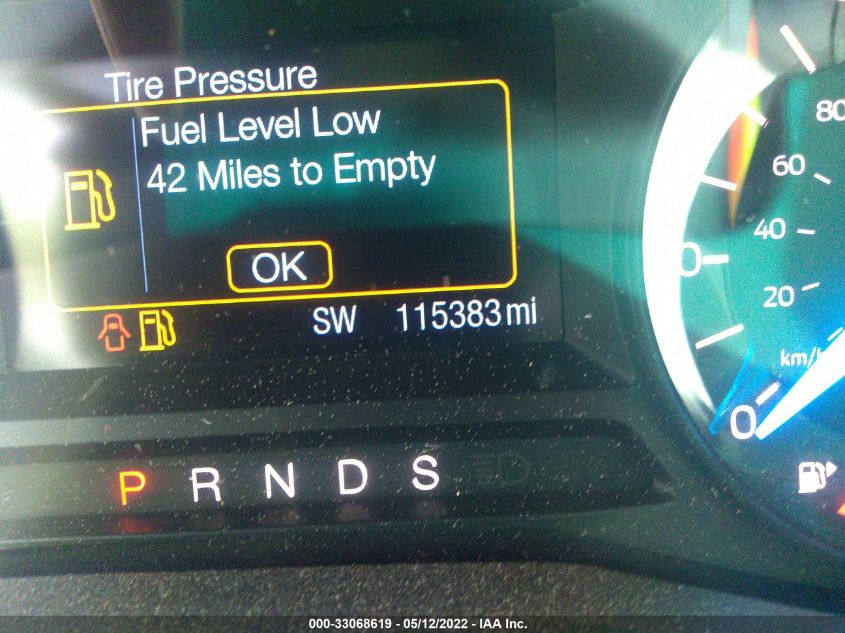 Tire Pressure
Fuel Level Low
42 Miles to Empty
OK
SW 115383 mi
80
60
40
0
20
km/h
0
P R N D S
000-33068619 - 05/12/2022 - IAA Inc.